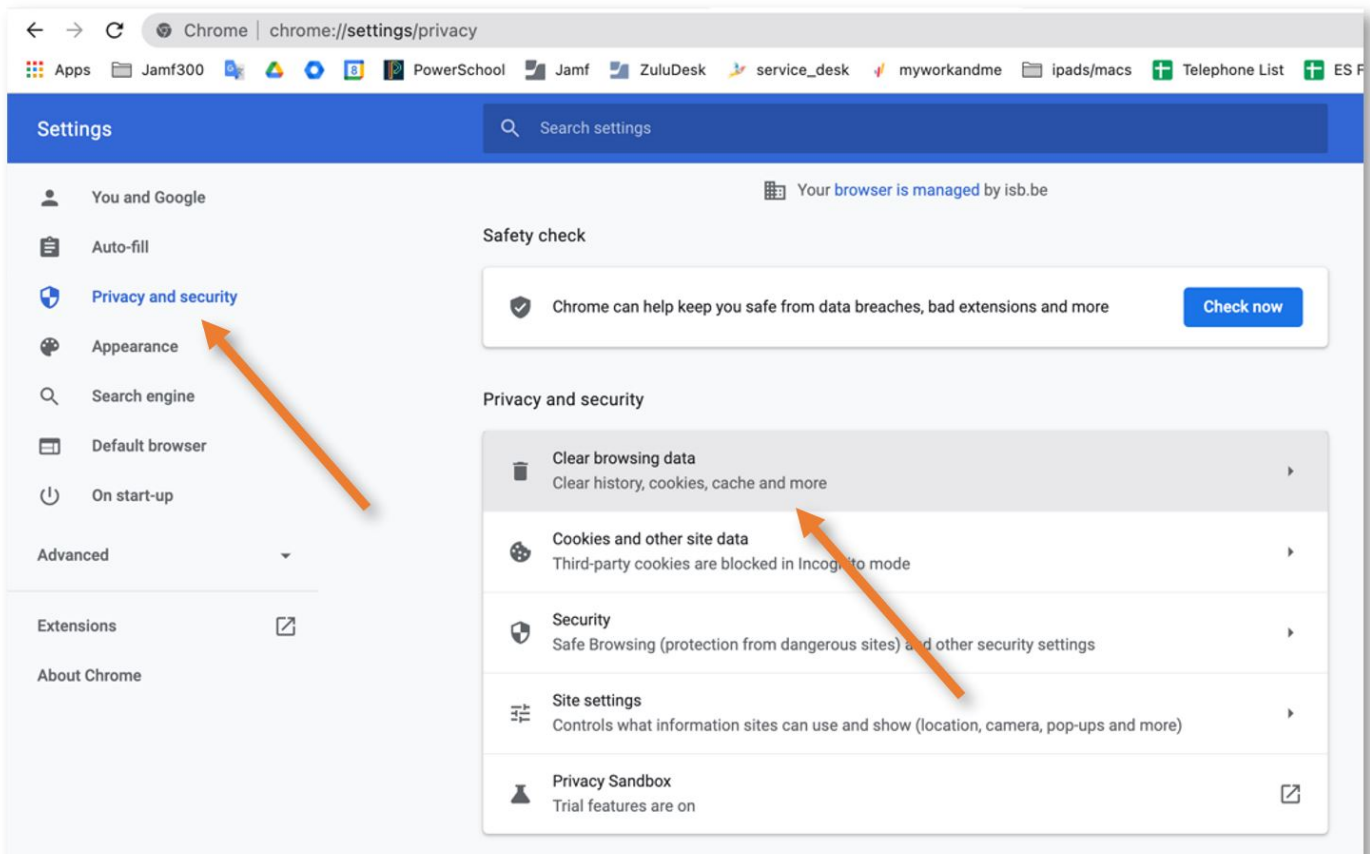 Chrome | chrome://settings/privacy
Apps Jamf300 8 PowerSchool Jamf ZuluDesk service_desk myworkandme ipads/macs Telephone List ES F
Settings
Search settings
You and Google
Auto-fill
Privacy and security
Appearance
Search engine
Default browser
On start-up
Advanced
Extensions
About Chrome
Your browser is managed by isb.be
Safety check
Chrome can help keep you safe from data breaches, bad extensions and more
Check now
Privacy and security
Clear browsing data
Clear history, cookies, cache and more
Cookies and other site data
Third-party cookies are blocked in Incognito mode
Security
Safe Browsing (protection from dangerous sites) and other security settings
Site settings
Controls what information sites can use and show (location, camera, pop-ups and more)
Privacy Sandbox
Trial features are on